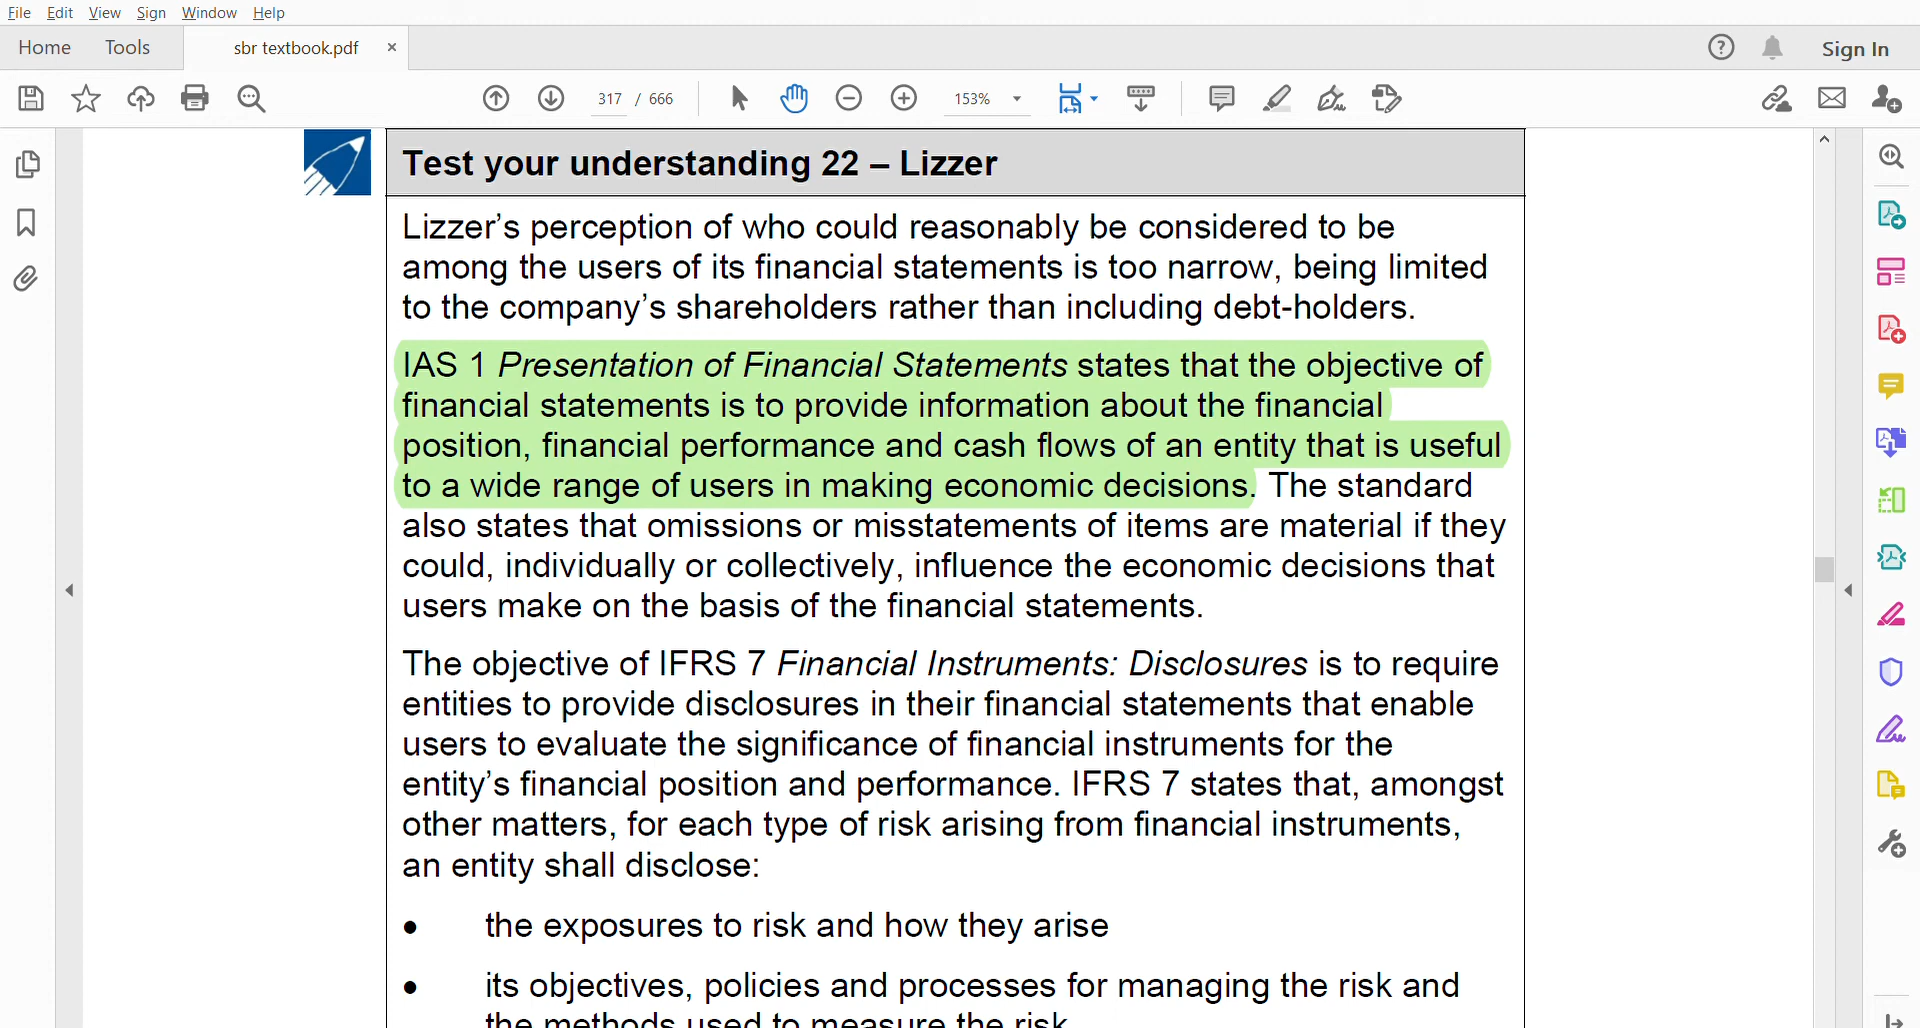 File Edit View Sign Window Help
Home Tools sbr textbook.pdf × Sign In
317 / 666 153%
Test your understanding 22 – Lizzer
Lizzer’s perception of who could reasonably be considered to be
among the users of its financial statements is too narrow, being limited
to the company’s shareholders rather than including debt-holders.
IAS 1 Presentation of Financial Statements states that the objective of
financial statements is to provide information about the financial
position, financial performance and cash flows of an entity that is useful
to a wide range of users in making economic decisions. The standard
also states that omissions or misstatements of items are material if they
could, individually or collectively, influence the economic decisions that
users make on the basis of the financial statements.
The objective of IFRS 7 Financial Instruments: Disclosures is to require
entities to provide disclosures in their financial statements that enable
users to evaluate the significance of financial instruments for the
entity’s financial position and performance. IFRS 7 states that, amongst
other matters, for each type of risk arising from financial instruments,
an entity shall disclose:
• the exposures to risk and how they arise
• its objectives, policies and processes for managing the risk and
the methods used to measure the risk